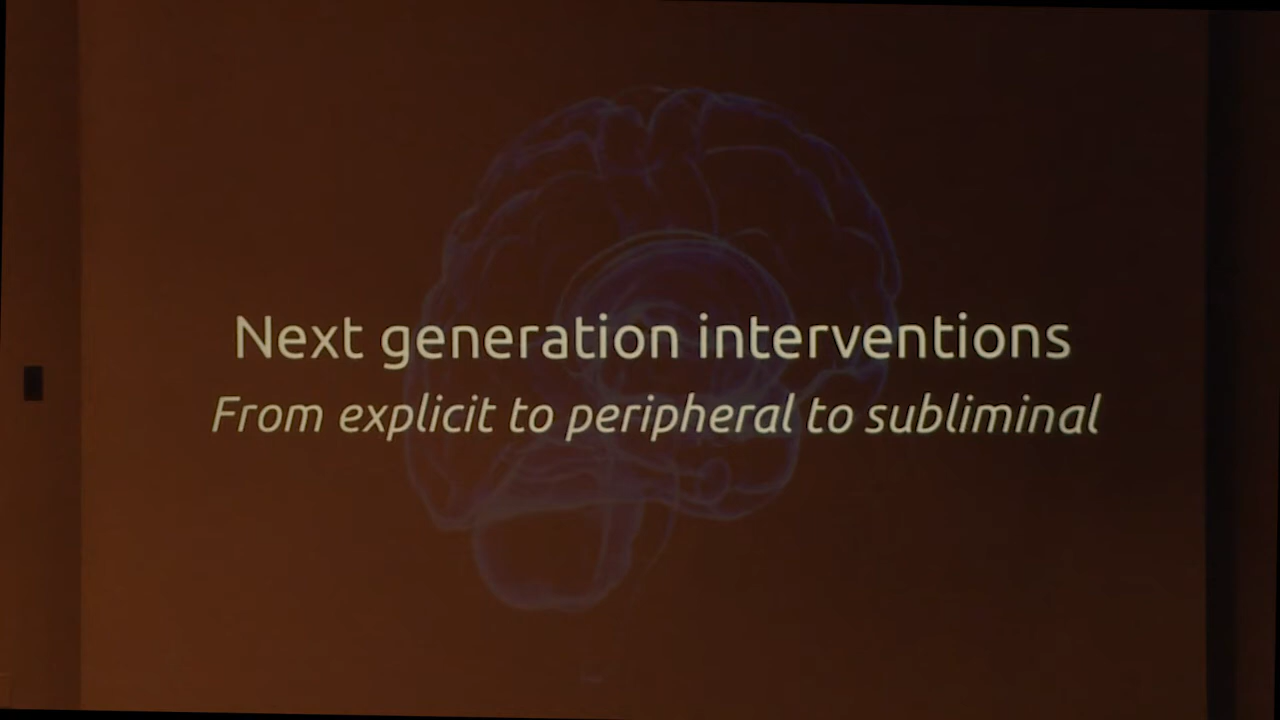 Next generation interventions
From explicit to peripheral to subliminal